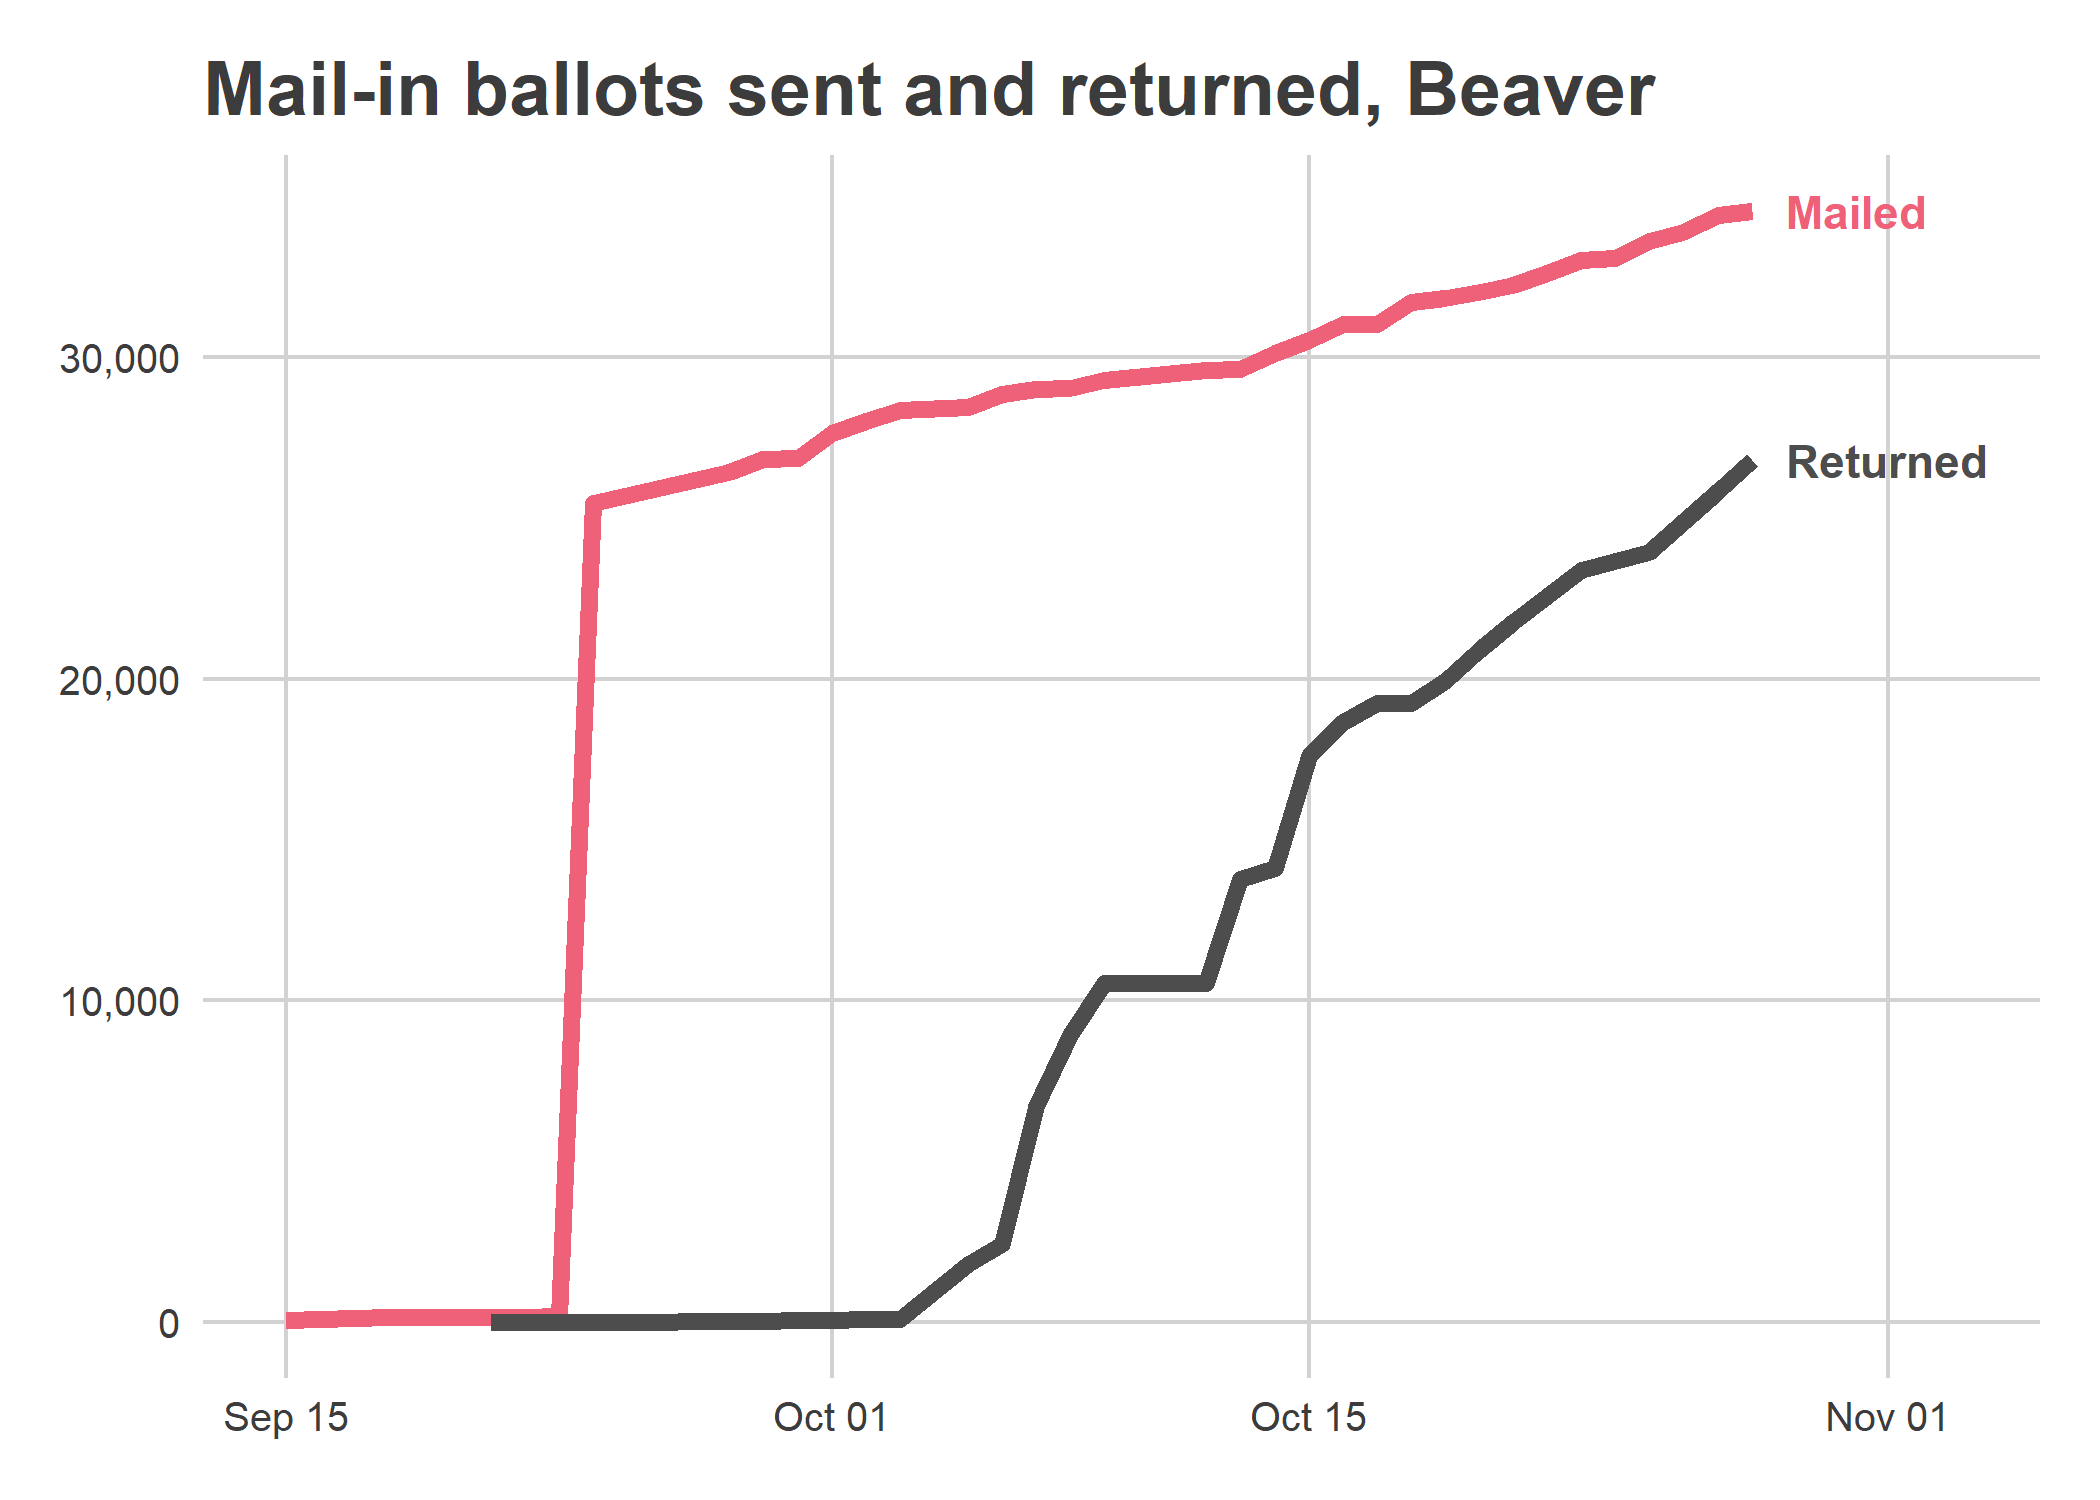 Mail-in ballots sent and returned, Beaver
Mailed
Returned
30,000
20,000
10,000
0
Sep 15
Oct 01
Oct 15
Nov 01